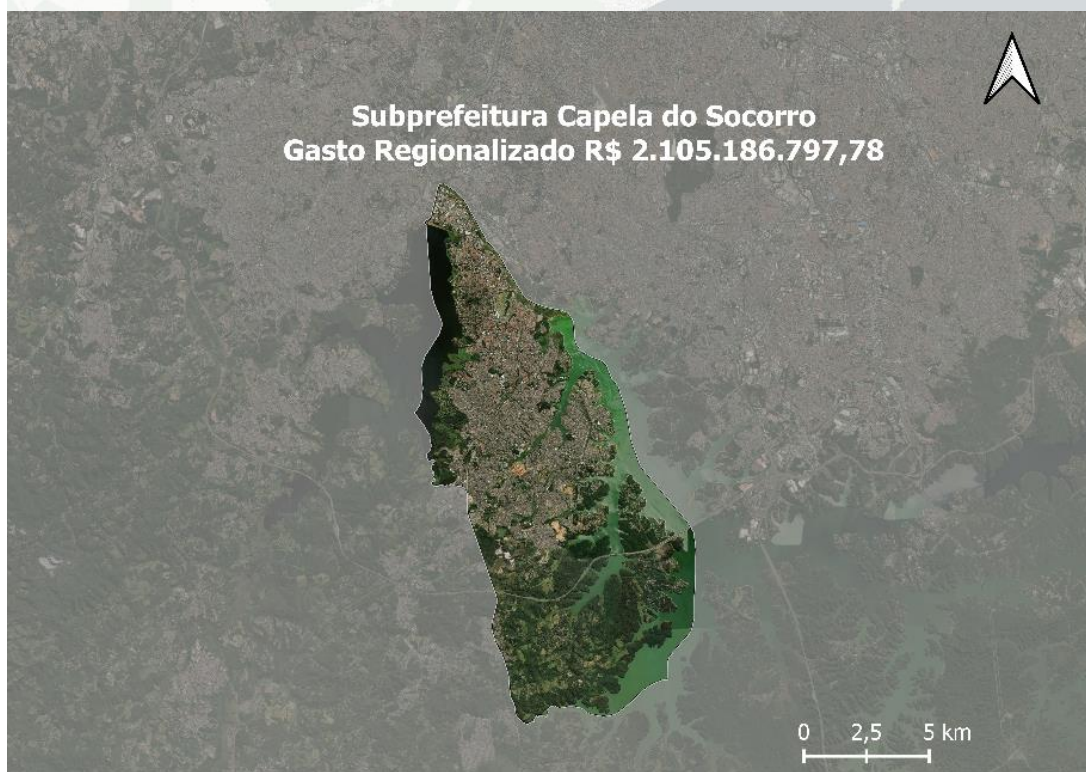 Subprefeitura Capela do Socorro
Gasto Regionalizado R$ 2.105.186.797,78
0 2,5 5 km